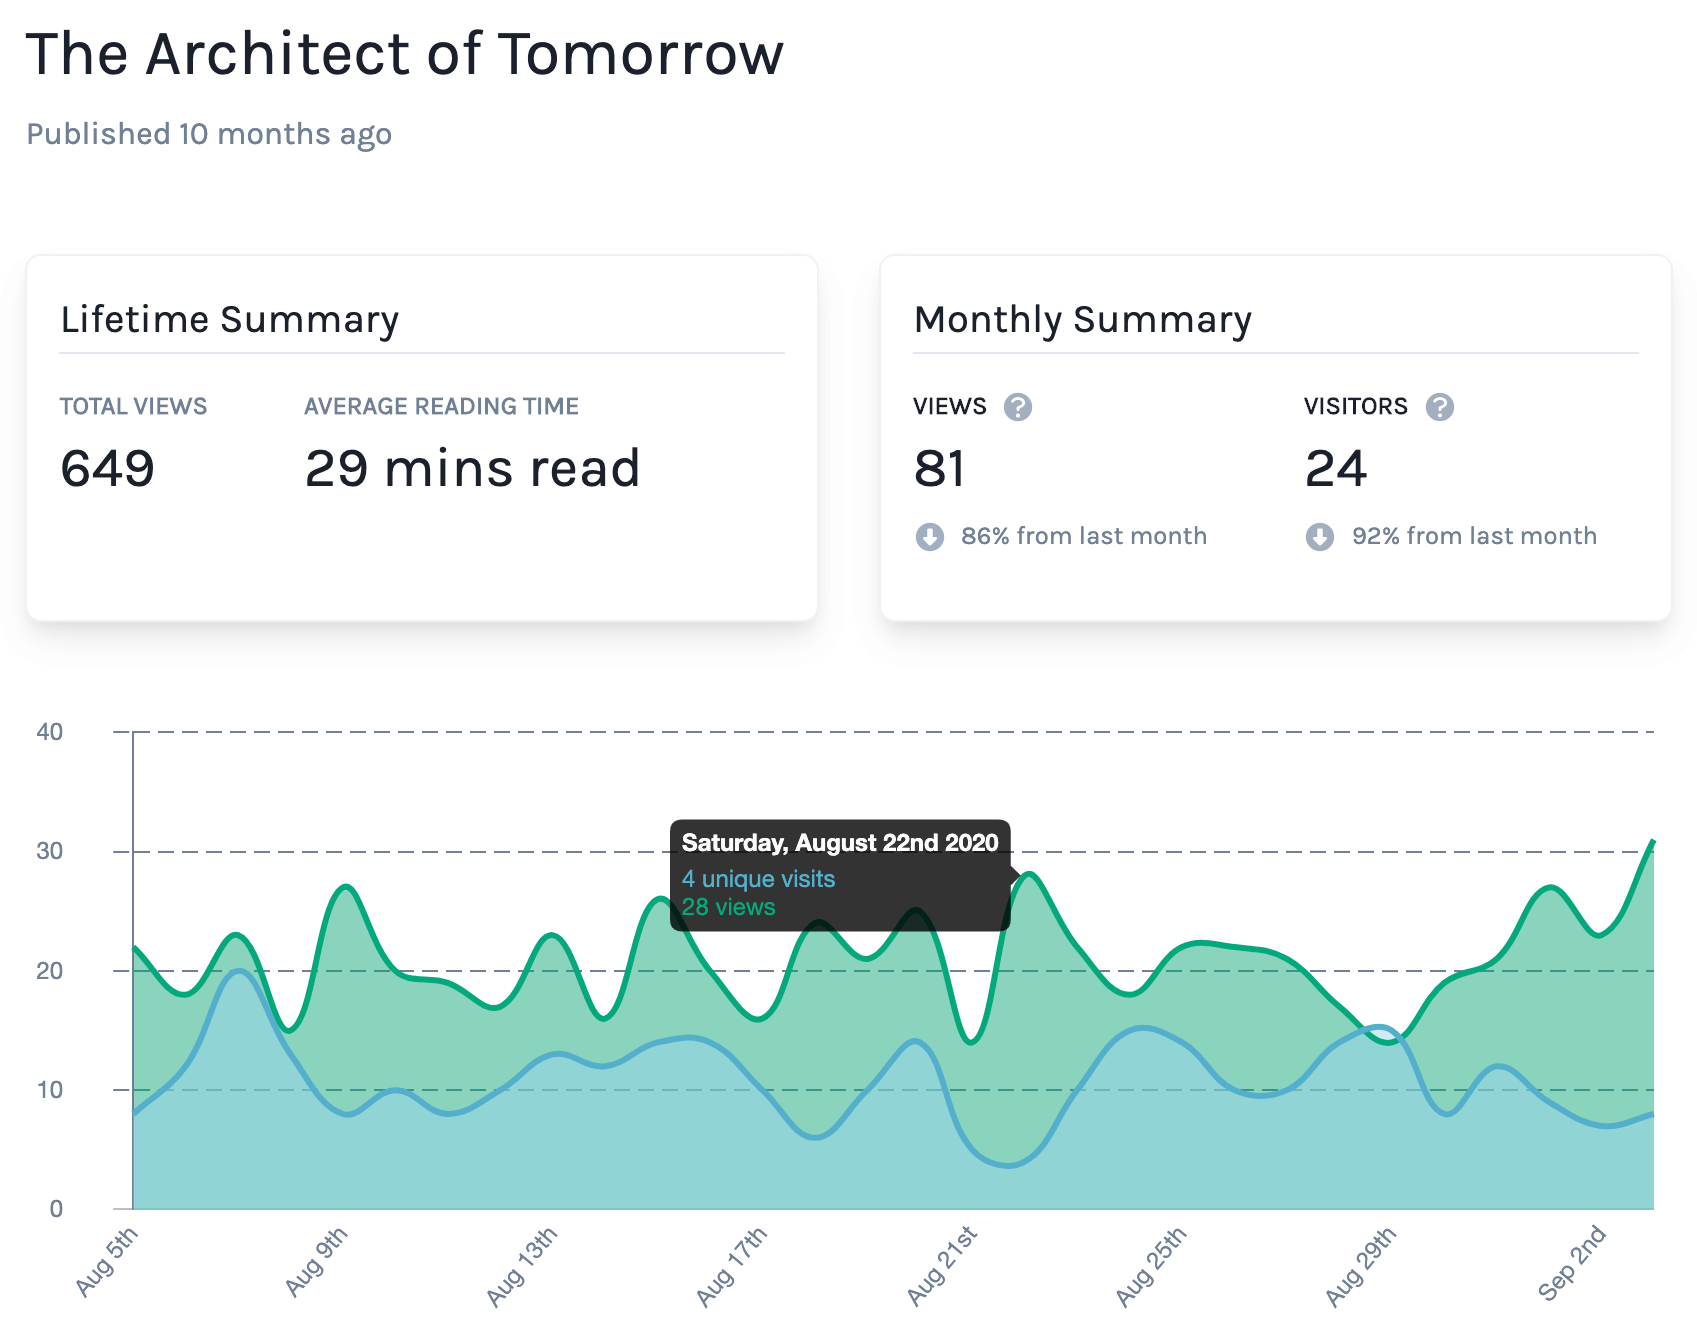 The Architect of Tomorrow
Published 10 months ago
Lifetime Summary
TOTAL VIEWS
AVERAGE READING TIME
649
29 mins read
Monthly Summary
VIEWS ?
VISITORS ?
81
24
86% from last month
92% from last month
40
30
20
10
0
Saturday, August 22nd 2020
4 unique visits
28 views
Aug 5th
Aug 9th
Aug 13th
Aug 17th
Aug 21st
Aug 25th
Aug 29th
Sep 2nd